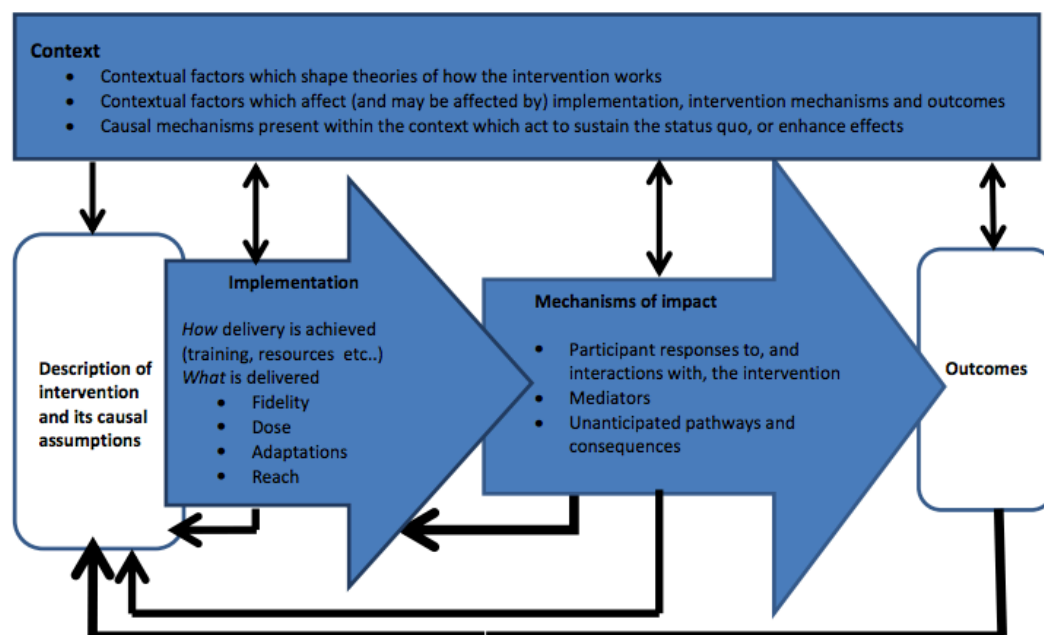 Context
• Contextual factors which shape theories of how the intervention works
• Contextual factors which affect (and may be affected by) implementation, intervention mechanisms and outcomes
• Causal mechanisms present within the context which act to sustain the status quo, or enhance effects
Description of
intervention
and its causal
assumptions
Implementation
How delivery is achieved
(training, resources etc..)
What is delivered
• Fidelity
• Dose
• Adaptations
• Reach
Mechanisms of impact
• Participant responses to, and
interactions with, the intervention
• Mediators
• Unanticipated pathways and
consequences
Outcomes